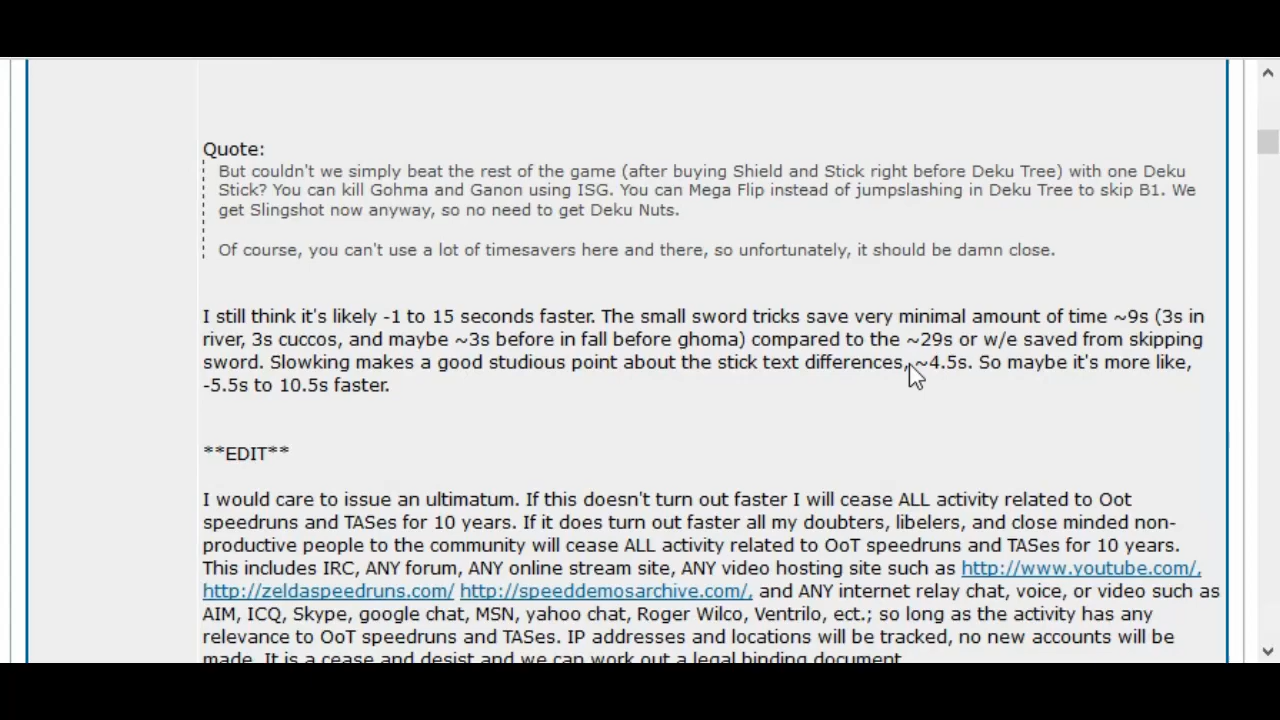 Quote:
But couldn't we simply beat the rest of the game (after buying Shield and Stick right before Deku Tree) with one Deku
Stick? You can kill Gohma and Ganon using ISG. You can Mega Flip instead of jumpslashing in Deku Tree to skip B1. We
get Slingshot now anyway, so no need to get Deku Nuts.
Of course, you can't use a lot of timesavers here and there, so unfortunately, it should be damn close.
I still think it's likely -1 to 15 seconds faster. The small sword tricks save very minimal amount of time ~9s (3s in
river, 3s cuccos, and maybe ~3s before in fall before ghoma) compared to the ~29s or w/e saved from skipping
sword. Slowking makes a good studious point about the stick text differences, ~4.5s. So maybe it's more like,
-5.5s to 10.5s faster.
**EDIT**
I would care to issue an ultimatum. If this doesn't turn out faster I will cease ALL activity related to Oot
speedruns and TASes for 10 years. If it does turn out faster all my doubters, libelers, and close minded non-
productive people to the community will cease ALL activity related to OoT speedruns and TASes for 10 years.
This includes IRC, ANY forum, ANY online stream site, ANY video hosting site such as http://www.youtube.com/,
http://zeldaspeedruns.com/ http://speeddemosarchive.com/, and ANY internet relay chat, voice, or video such as
AIM, ICQ, Skype, google chat, MSN, yahoo chat, Roger Wilco, Ventrilo, ect.; so long as the activity has any
relevance to OoT speedruns and TASes. IP addresses and locations will be tracked, no new accounts will be
made. It is a cease and desist and we can work out a legal binding document.